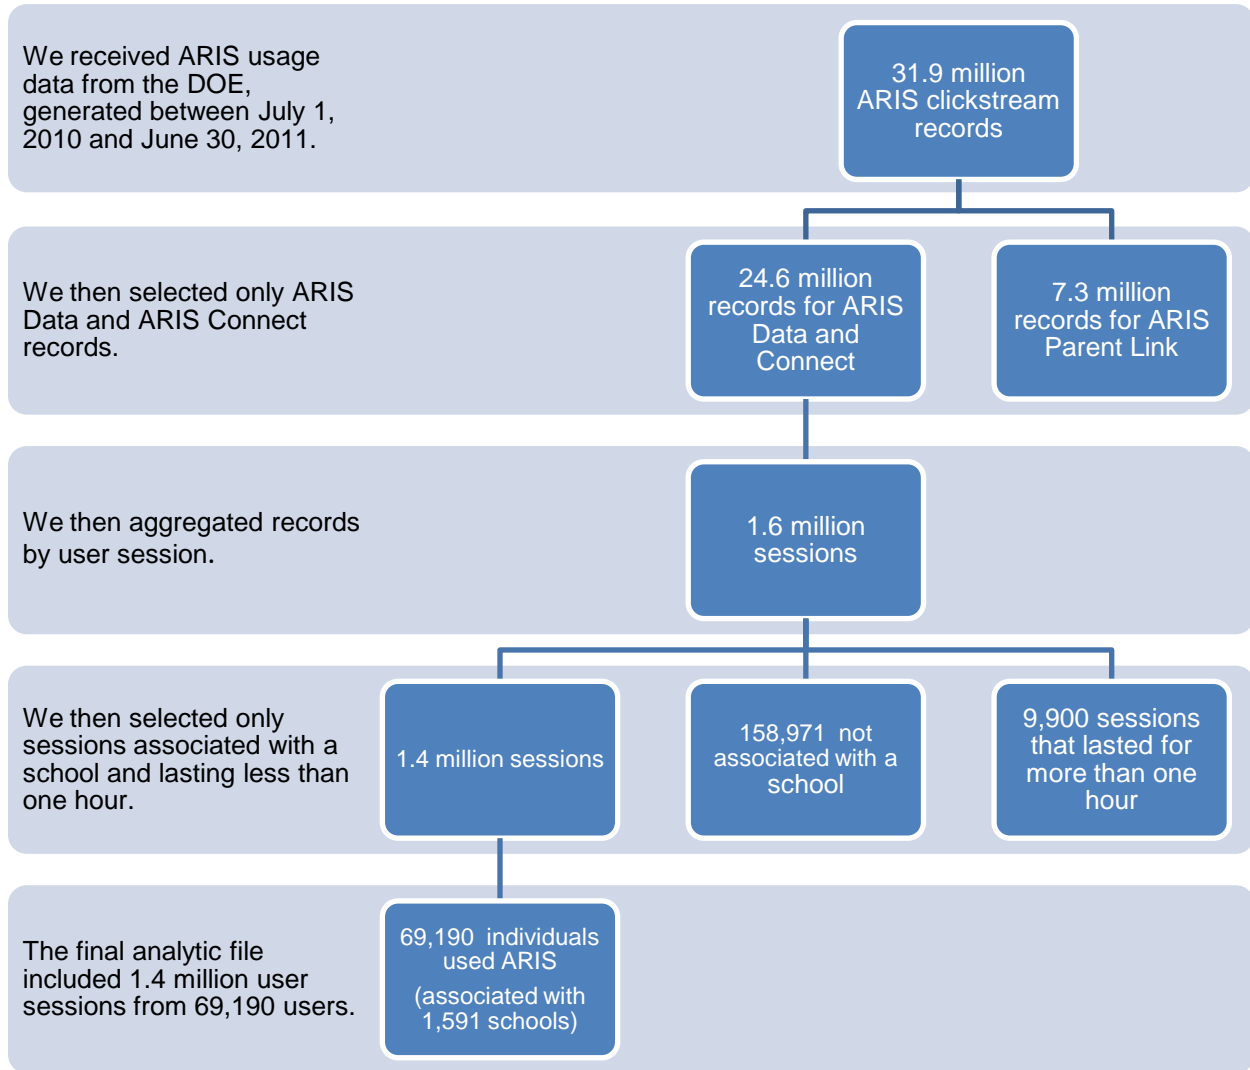 We received ARIS usage
data from the DOE,
generated between July 1,
2010 and June 30, 2011.
31.9 million
ARIS clickstream
records
We then selected only ARIS
Data and ARIS Connect
records.
24.6 million
records for ARIS
Data and
Connect
7.3 million
records for ARIS
Parent Link
We then aggregated records
by user session.
1.6 million
sessions
We then selected only
sessions associated with a
school and lasting less than
one hour.
1.4 million sessions
158,971 not
associated with a
school
9,900 sessions
that lasted for
more than one
hour
The final analytic file
included 1.4 million user
sessions from 69,190 users.
69,190 individuals
used ARIS
(associated with
1,591 schools)